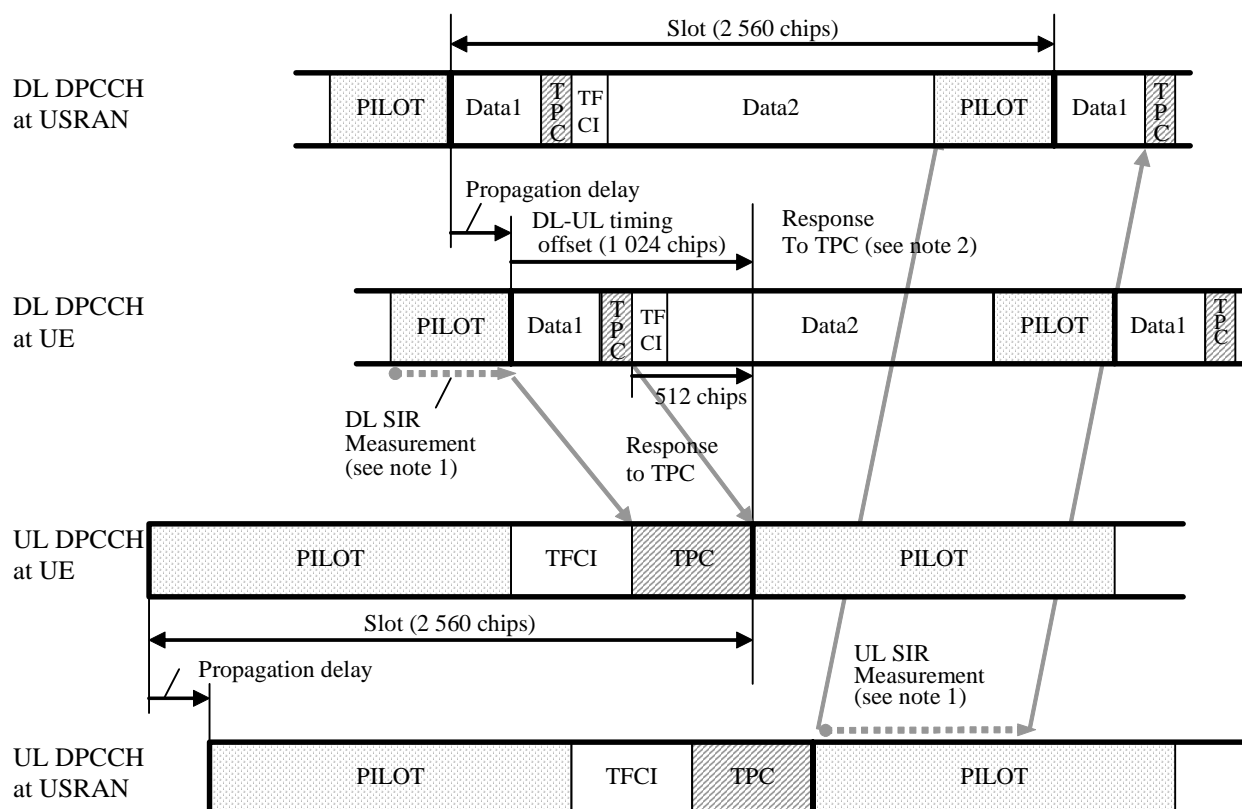 Slot (2 560 chips)
DL DPCCH
at USRAN
PILOT
Data1
TPC
TF
CI
Data2
PILOT
Data1
TPC
Propagation delay
DL-UL timing
offset (1 024 chips)
Response
To TPC (see note 2)
DL DPCCH
at UE
PILOT
Data1
TPC
TF
CI
Data2
PILOT
Data1
TPC
512 chips
DL SIR
Measurement
(see note 1)
Response
to TPC
UL DPCCH
at UE
PILOT
TFCI
TPC
PILOT
Slot (2 560 chips)
Propagation delay
UL SIR
Measurement
(see note 1)
UL DPCCH
at USRAN
PILOT
TFCI
TPC
PILOT